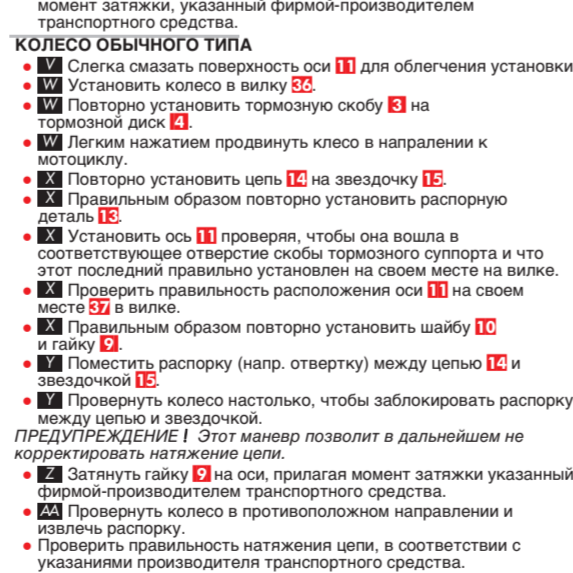 момент затяжки, указанный фирмой-производителем
транспортного средства.
КОЛЕСО ОБЫЧНОГО ТИПА
● V Слегка смазать поверхность оси 11 для облегчения установки
● W Установить колесо в вилку 36.
● W Повторно установить тормозную скобу 3 на
тормозной диск 4.
● W Легким нажатием продвинуть клесо в напралении к
мотоциклу.
● X Повторно установить цепь 14 на звездочку 15.
● X Правильным образом повторно установить распорную
деталь 13.
● X Установить ось 11 проверяя, чтобы она вошла в
соответствующее отверстие скобы тормозного суппорта и что
этот последний правильно установлен на своем месте на вилке.
● X Проверить правильность расположения оси 11 на своем
месте 37 в вилке.
● X Правильным образом повторно установить шайбу 10
и гайку 9.
● Y Поместить распорку (напр. отвертку) между цепью 14 и
звездочкой 15.
● Y Провернуть колесо настолько, чтобы заблокировать распорку
между цепью и звездочкой.
ПРЕДУПРЕЖДЕНИЕ ! Этот маневр позволит в дальнейшем не
корректировать натяжение цепи.
● Z Затянуть гайку 9 на оси, прилагая момент затяжки указанный
фирмой-производителем транспортного средства.
● AA Провернуть колесо в противоположном направлении и
извлечь распорку.
● Проверить правильность натяжения цепи, в соответствии с
указаниями производителя транспортного средства.